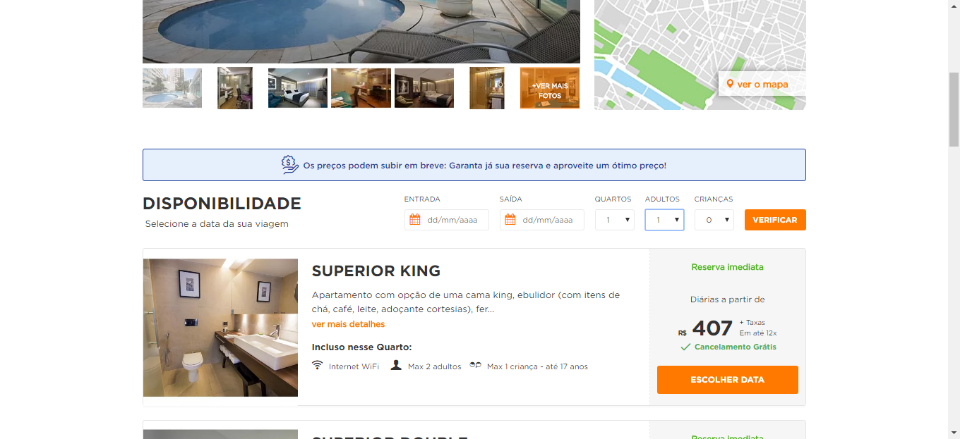 +VER MAIS
FOTOS
ver o mapa
Os preços podem subir em breve: Garanta já sua reserva e aproveite um ótimo preço!
DISPONIBILIDADE
Selecione a data da sua viagem
ENTRADA
dd/mm/aaaa
SAÍDA
dd/mm/aaaa
QUARTOS
1
ADULTOS
1
CRIANÇAS
0
VERIFICAR
SUPERIOR KING
Apartamento com opção de uma cama king, ebulidor (com itens de
chá, café, leite, adoçante cortesias), fer...
ver mais detalhes
Incluso nesse Quarto:
Internet WiFi
Max 2 adultos
Max 1 criança - até 17 anos
Reserva imediata
Diárias a partir de
R$ 407
+ Taxas
Em até 12x
Cancelamento Grátis
ESCOLHER DATA
SUPERIOR DOUBLE
Reserva imediata